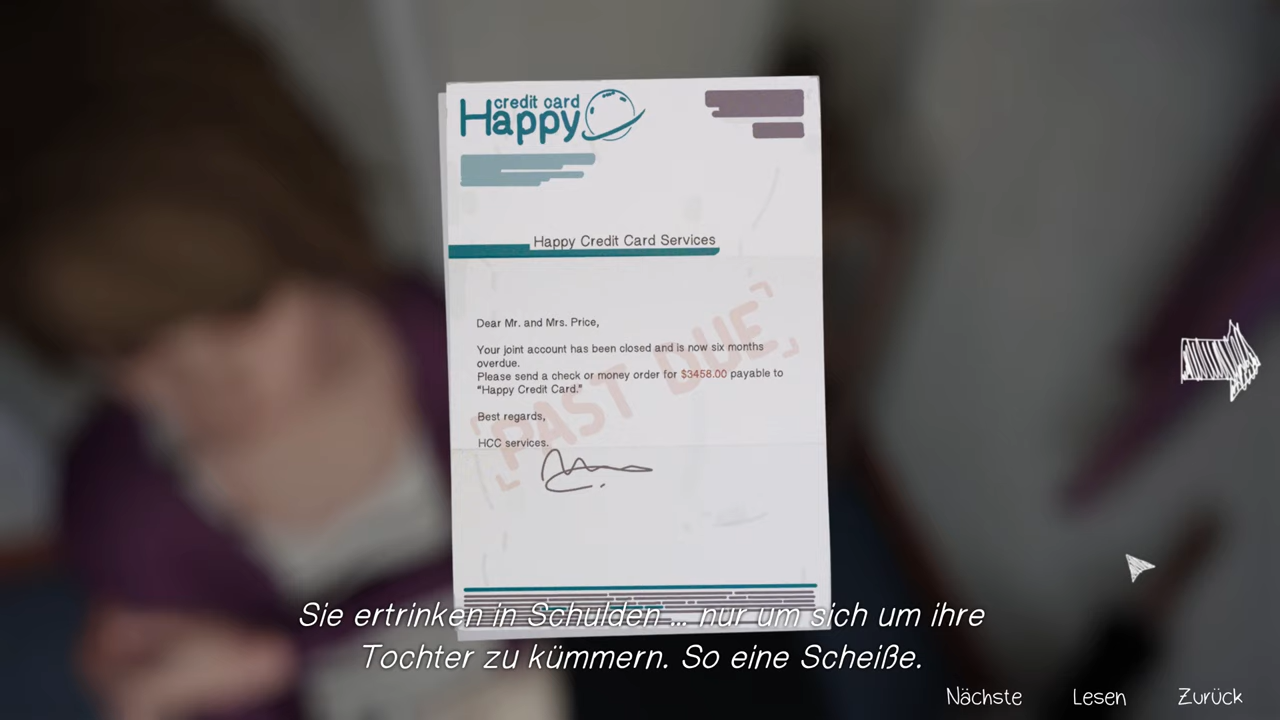 credit card
Happy
Happy Credit Card Services
Dear Mr. and Mrs. Price,
Your joint account has been closed and is now six months
overdue.
Please send a check or money order for $3458.00 payable to
"Happy Credit Card."
PAST DUE
Best regards,
HCC services.
Sie ertrinken in Schulden ... nur um sich um ihre
Tochter zu kümmern. So eine Scheiße.
Nächste Lesen Zurück